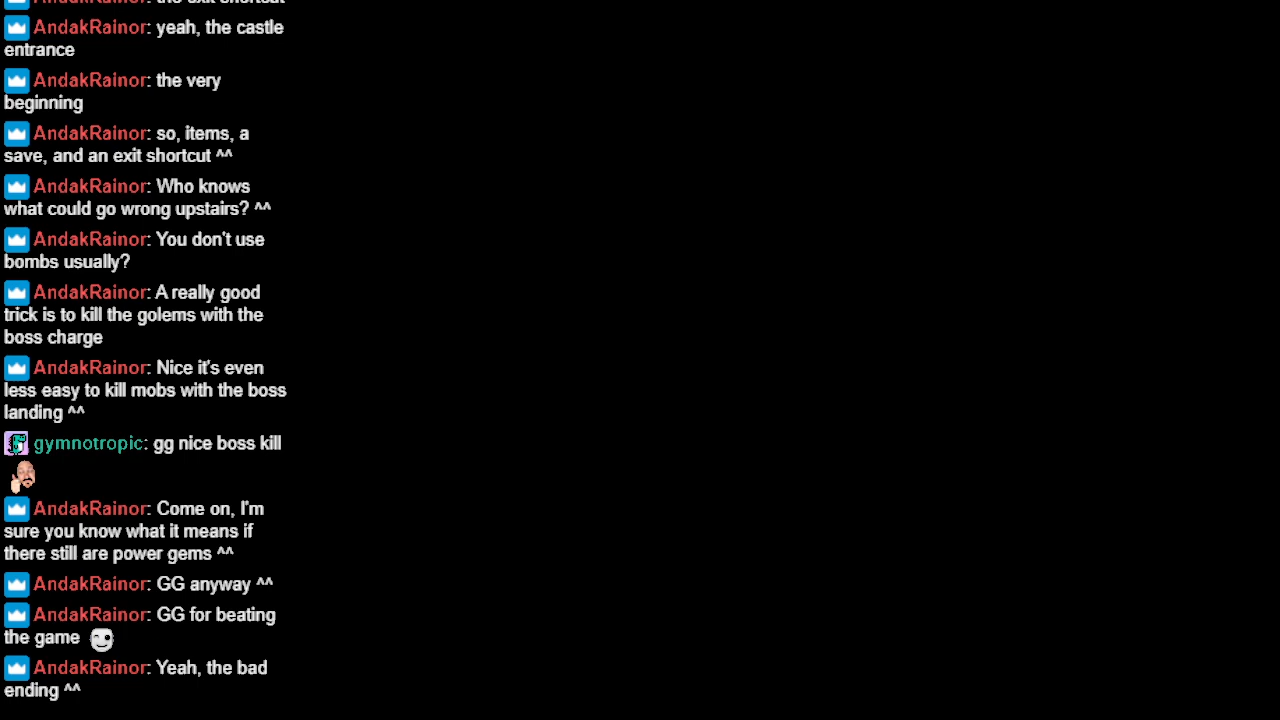 AndakRainor: the exit shortcut
AndakRainor: yeah, the castle
entrance
AndakRainor: the very
beginning
AndakRainor: so, items, a
save, and an exit shortcut ^^
AndakRainor: Who knows
what could go wrong upstairs? ^^
AndakRainor: You don't use
bombs usually?
AndakRainor: A really good
trick is to kill the golems with the
boss charge
AndakRainor: Nice it's even
less easy to kill mobs with the boss
landing ^^
gymnotropic: gg nice boss kill
AndakRainor: Come on, I'm
sure you know what it means if
there still are power gems ^^
AndakRainor: GG anyway ^^
AndakRainor: GG for beating
the game
AndakRainor: Yeah, the bad
ending ^^